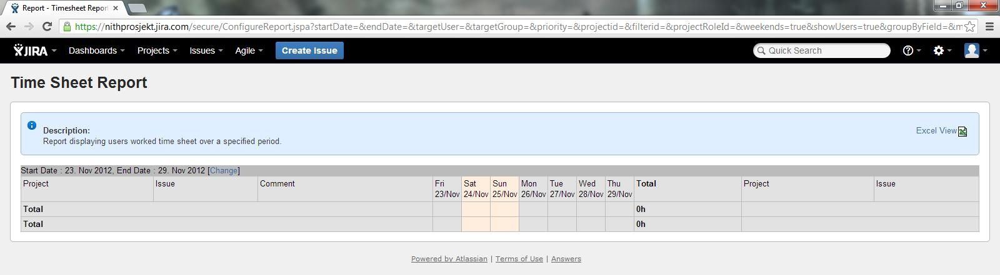 Report - Timesheet Repor
https://nithprosjekt.jira.com/secure/ConfigureReport.jspa?startDate=&endDate=&targetUser=&targetGroup=&priority=&projectid=&filterid=&projectRoleId=&weekends=true&showUsers=true&groupByField=&m
JIRA Dashboards Projects Issues Agile Create Issue Quick Search
Time Sheet Report
Description:
Report displaying users worked time sheet over a specified period.
Excel View
Start Date : 23. Nov 2012, End Date : 29. Nov 2012 [Change]
Project Issue Comment Fri Sat Sun Mon Tue Wed Thu Total Project Issue
23/Nov 24/Nov 25/Nov 26/Nov 27/Nov 28/Nov 29/Nov
Total 0h
Total 0h
Powered by Atlassian | Terms of Use | Answers